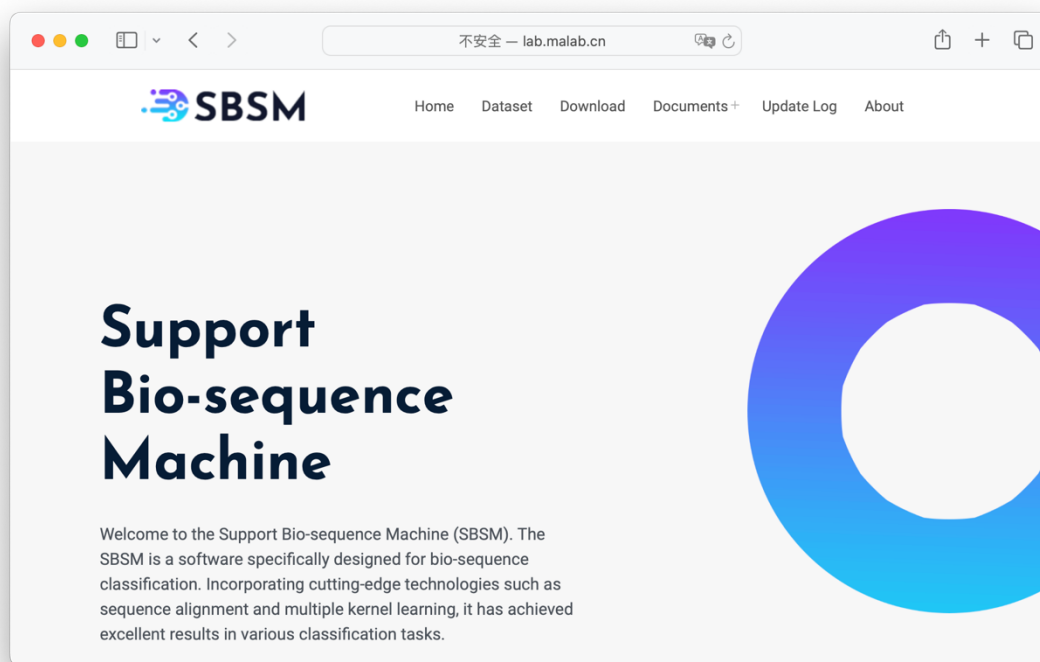 不安全 — lab.malab.cn
SBSM
Home Dataset Download Documents+ Update Log About
Support
Bio-sequence
Machine
Welcome to the Support Bio-sequence Machine (SBSM). The
SBSM is a software specifically designed for bio-sequence
classification. Incorporating cutting-edge technologies such as
sequence alignment and multiple kernel learning, it has achieved
excellent results in various classification tasks.